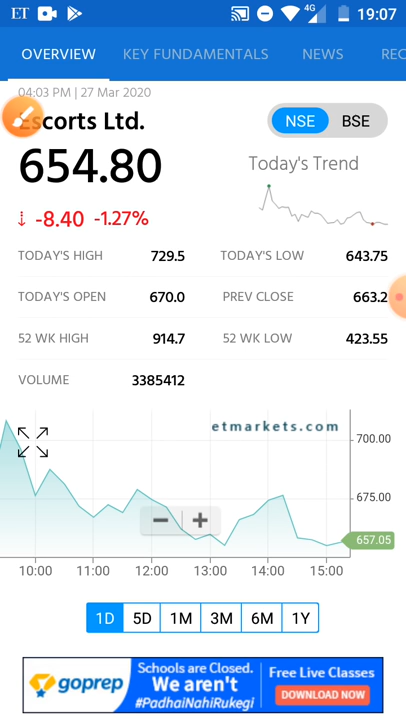 ET 4G 19:07
OVERVIEW KEY FUNDAMENTALS NEWS REC
04:03 PM | 27 Mar 2020
Escorts Ltd. NSE BSE
654.80 Today's Trend
-8.40 -1.27%
TODAY'S HIGH 729.5 TODAY'S LOW 643.75
TODAY'S OPEN 670.0 PREV CLOSE 663.2
52 WK HIGH 914.7 52 WK LOW 423.55
VOLUME 3385412
etmarkets.com
700.00
675.00
657.05
10:00 11:00 12:00 13:00 14:00 15:00
1D 5D 1M 3M 6M 1Y
goprep
Schools are Closed.
We aren't
#PadhaiNahiRukegi
Free Live Classes
DOWNLOAD NOW